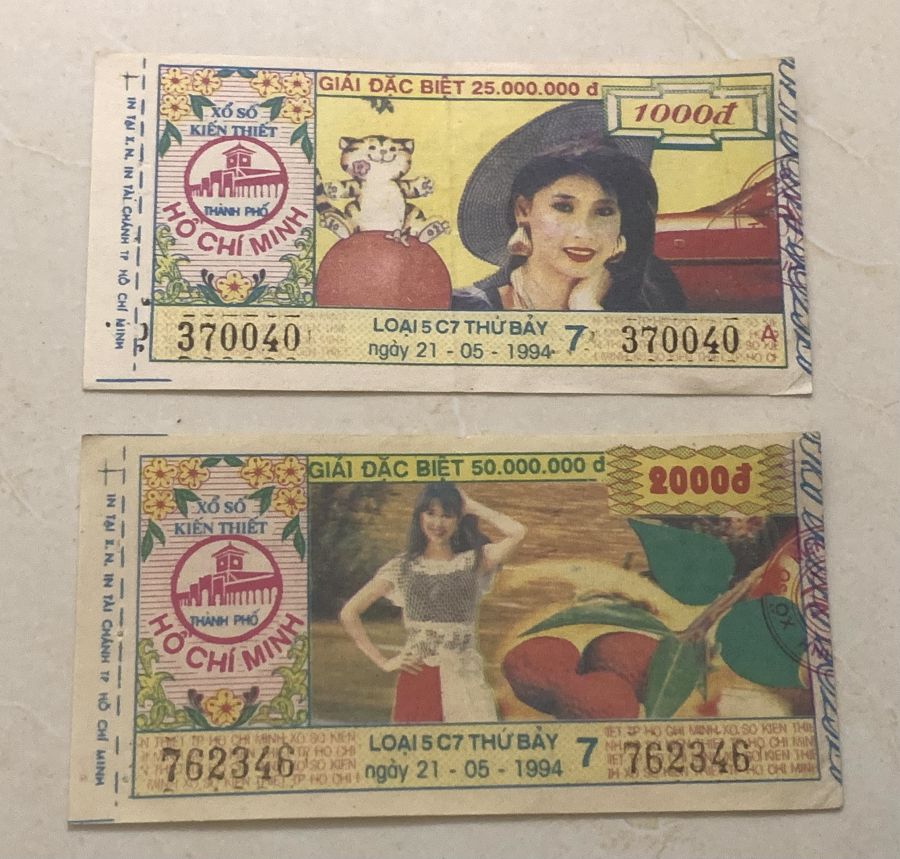 IN TẠI X.N. IN TÀI CHÁNH TP HỒ CHÍ MINH
XỔ SỐ
KIẾN THIẾT
THÀNH PHỐ
HỒ CHÍ MINH
GIẢI ĐẶC BIỆT 25.000.000 đ
1000đ
370040
LOẠI 5 C7 THỨ BẢY
ngày 21 - 05 - 1994
7
370040
A
IN TẠI X.N. IN TÀI CHÁNH TP HỒ CHÍ MINH
XỔ SỐ
KIẾN THIẾT
THÀNH PHỐ
HỒ CHÍ MINH
GIẢI ĐẶC BIỆT 50.000.000 đ
2000đ
762346
LOẠI 5 C7 THỨ BẢY
ngày 21 - 05 - 1994
7
762346